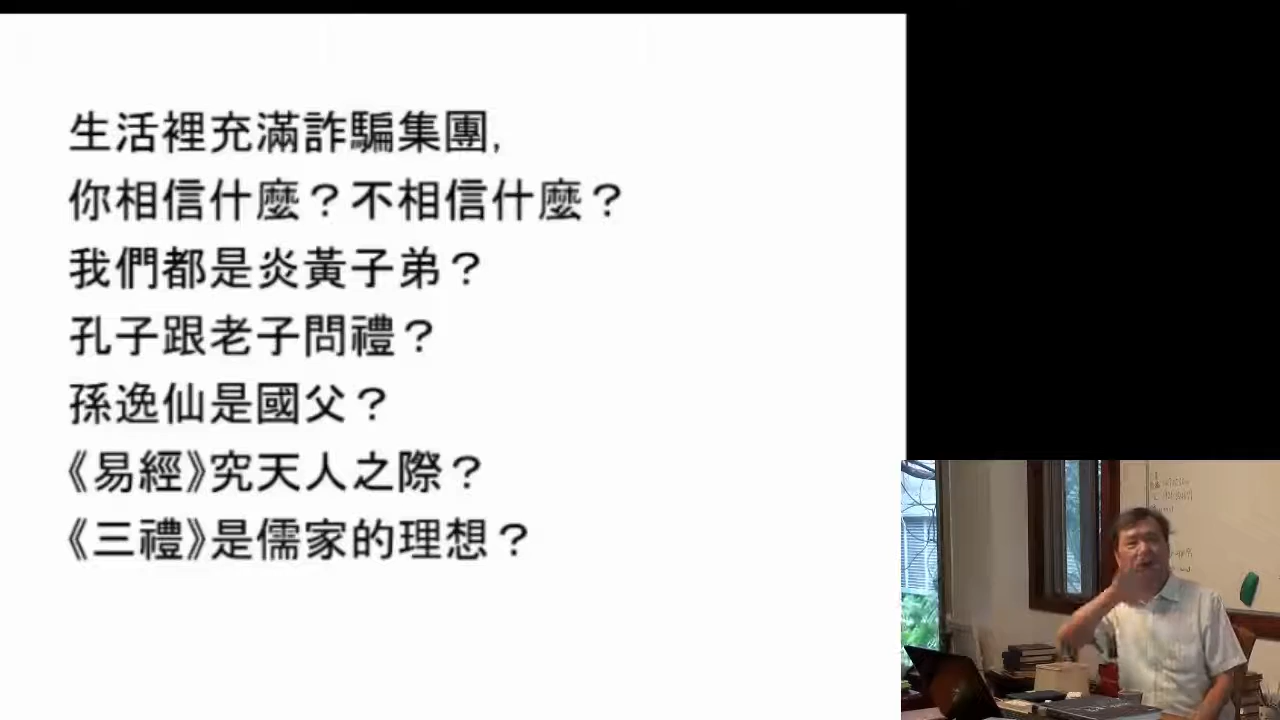 生活裡充滿詐騙集團,
你相信什麼？不相信什麼？
我們都是炎黃子弟？
孔子跟老子問禮？
孫逸仙是國父？
《易經》究天人之際？
《三禮》是儒家的理想？